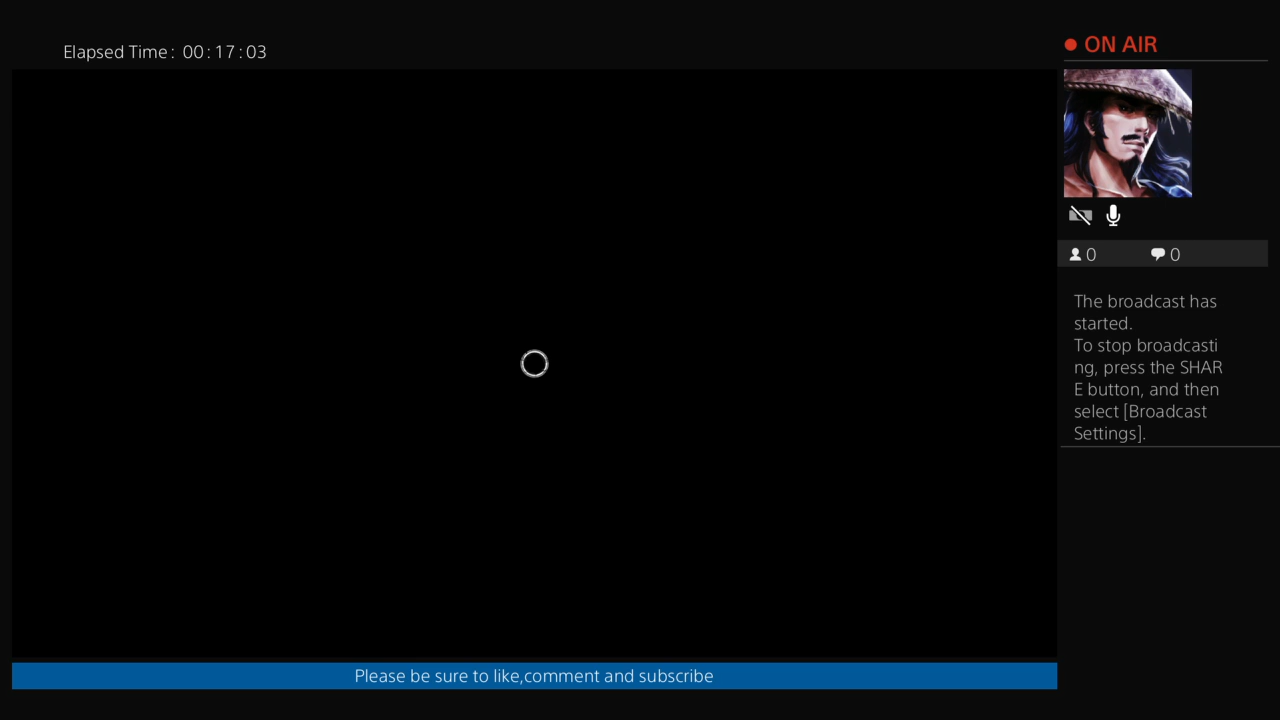 Elapsed Time: 00:17:03
ON AIR
0 0
The broadcast has
started.
To stop broadcasti
ng, press the SHAR
E button, and then
select [Broadcast
Settings].
Please be sure to like,comment and subscribe